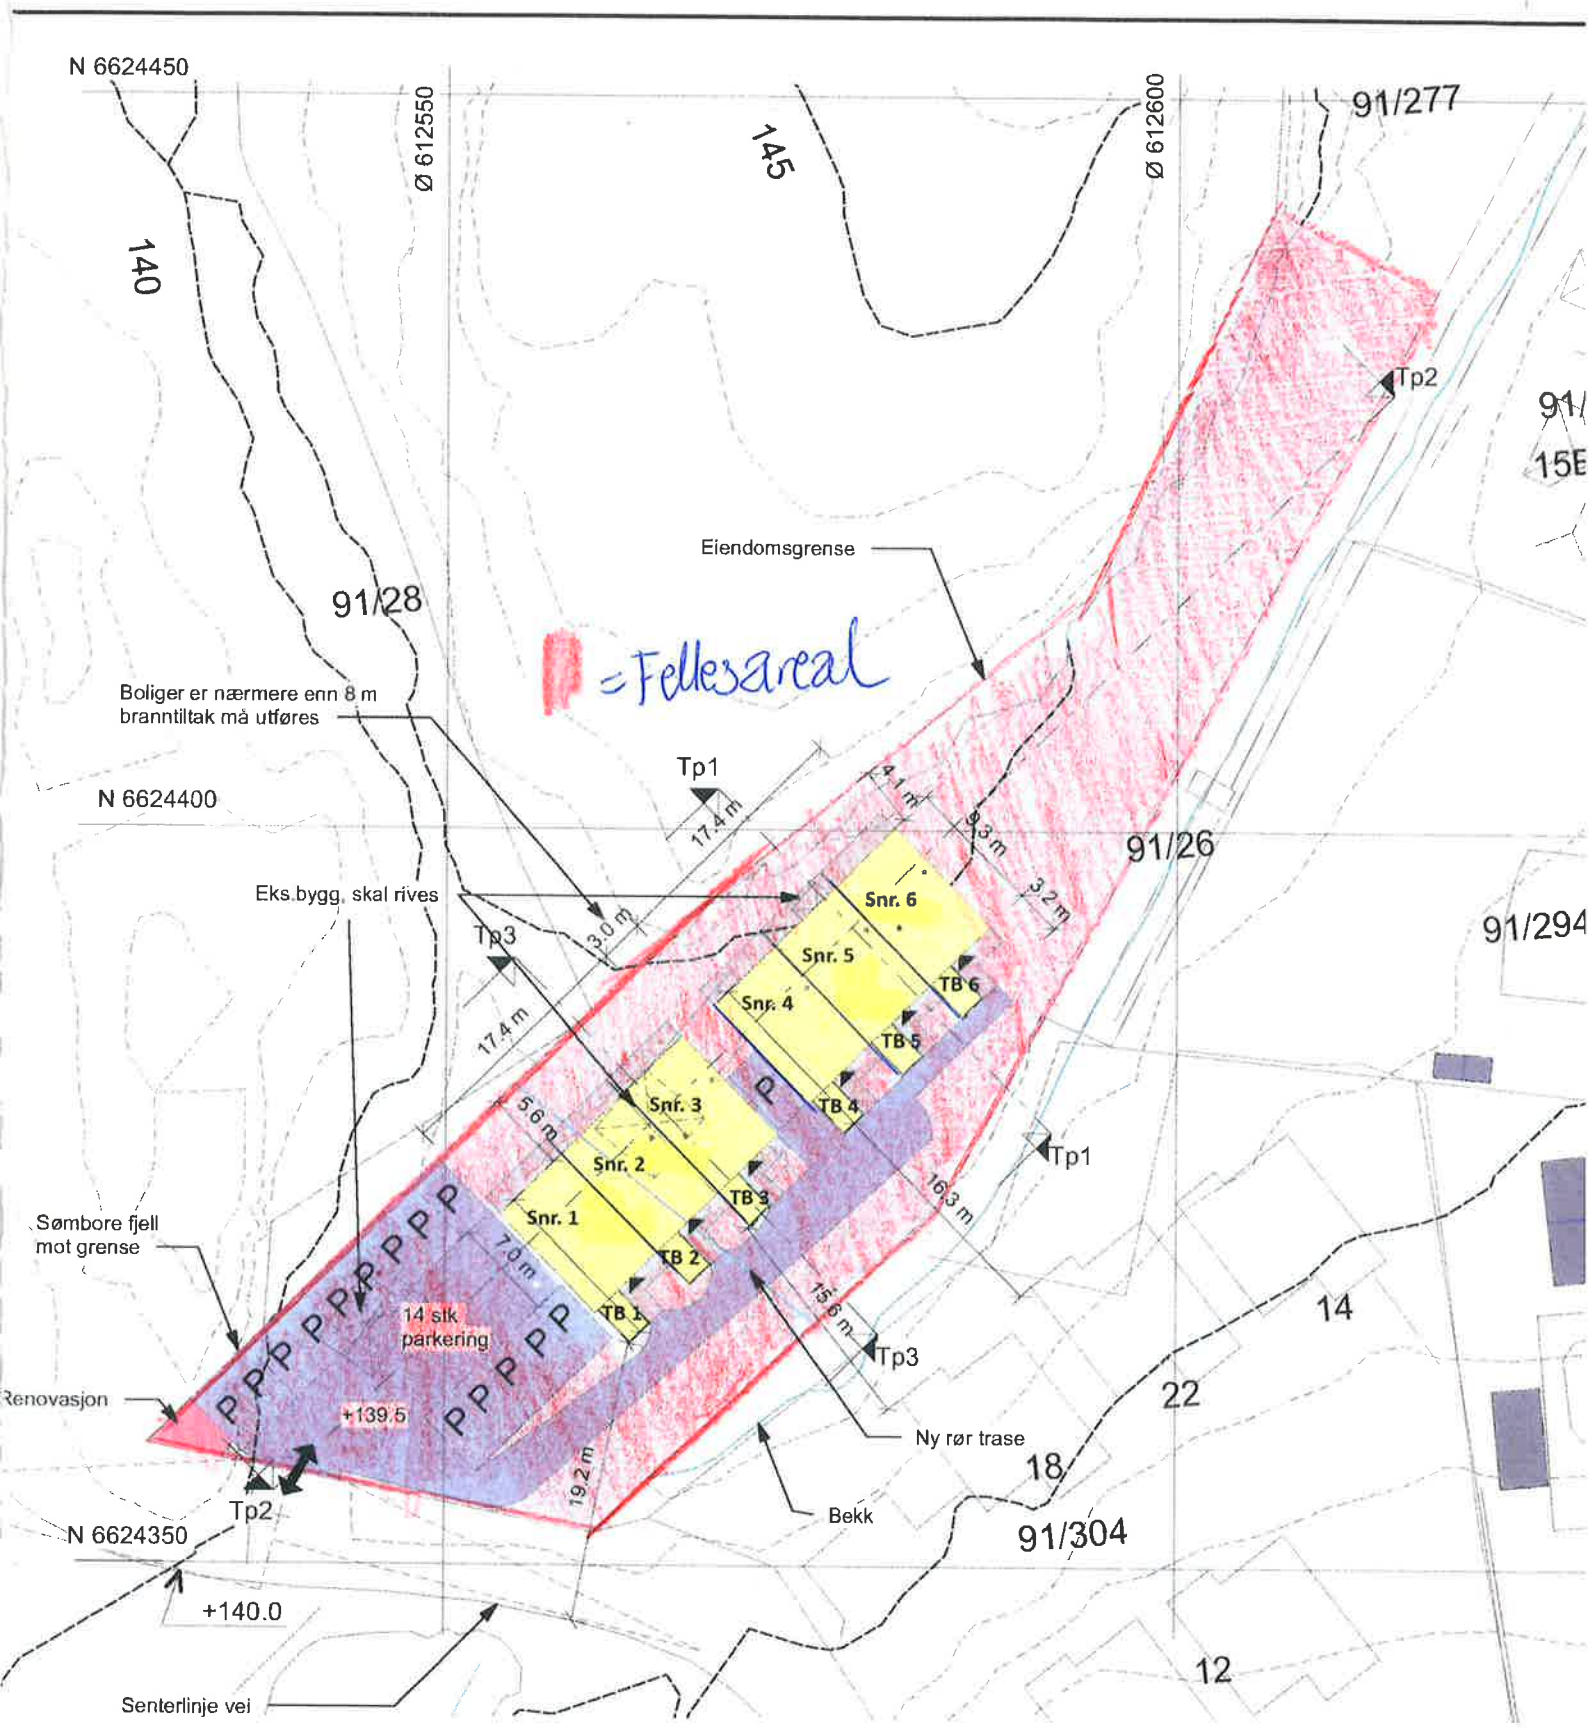 N 6624450
Ø 612550
Ø 612600
91/277
145
140
Tp2
91/
15E
Eiendomsgrense
91/28
= Fellesareal
Boliger er nærmere enn 8 m
branntiltak må utføres
Tp1
N 6624400
17.4 m
4.1 m
9.3 m
91/26
3.2 m
Eks.bygg. skal rives
Snr. 6
91/294
3.0 m
Tp3
Snr. 5
TB 6
Snr. 4
17.4 m
TB 5
P
TB 4
5.6 m
Snr. 3
Tp1
Snr. 2
TB 3
16.3 m
Sømbore fjell
mot grense
Snr. 1
7.0 m
TB 2
P P P P P P P P P
14 stk
parkering
TB 1
15.6 m
14
Tp3
P P P P P
Renovasjon
+139.5
22
Ny rør trase
19.2 m
18
Tp2
Bekk
N 6624350
91/304
+140.0
12
Senterlinje vei